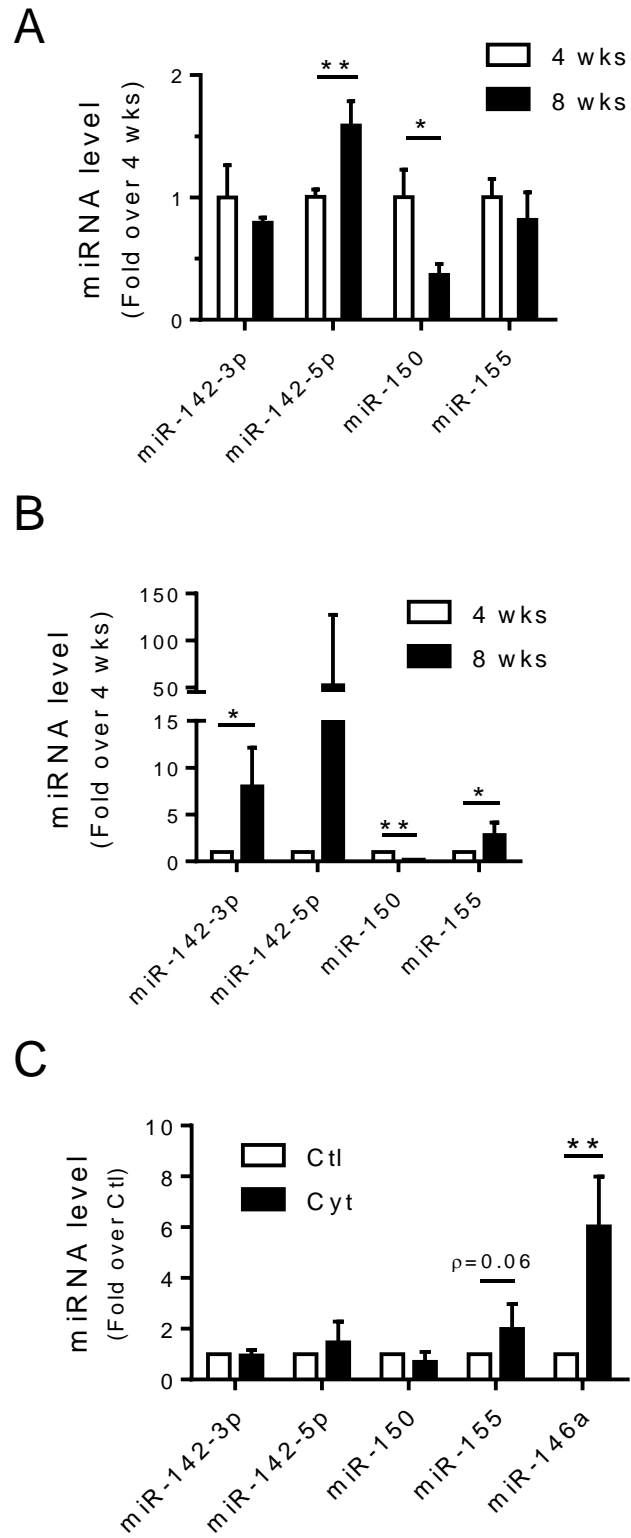 A
4 wks
8 wks
miRNA level
(Fold over 4 wks)
2
1
0
**
*
miR-142-3p
miR-142-5p
miR-150
miR-155
B
4 wks
8 wks
miRNA level
(Fold over 4 wks)
150
100
50
15
10
5
0
*
**
*
miR-142-3p
miR-142-5p
miR-150
miR-155
C
Ctl
Cyt
miRNA level
(Fold over Ctl)
10
8
6
4
2
0
ρ=0.06
**
miR-142-3p
miR-142-5p
miR-150
miR-155
miR-146a